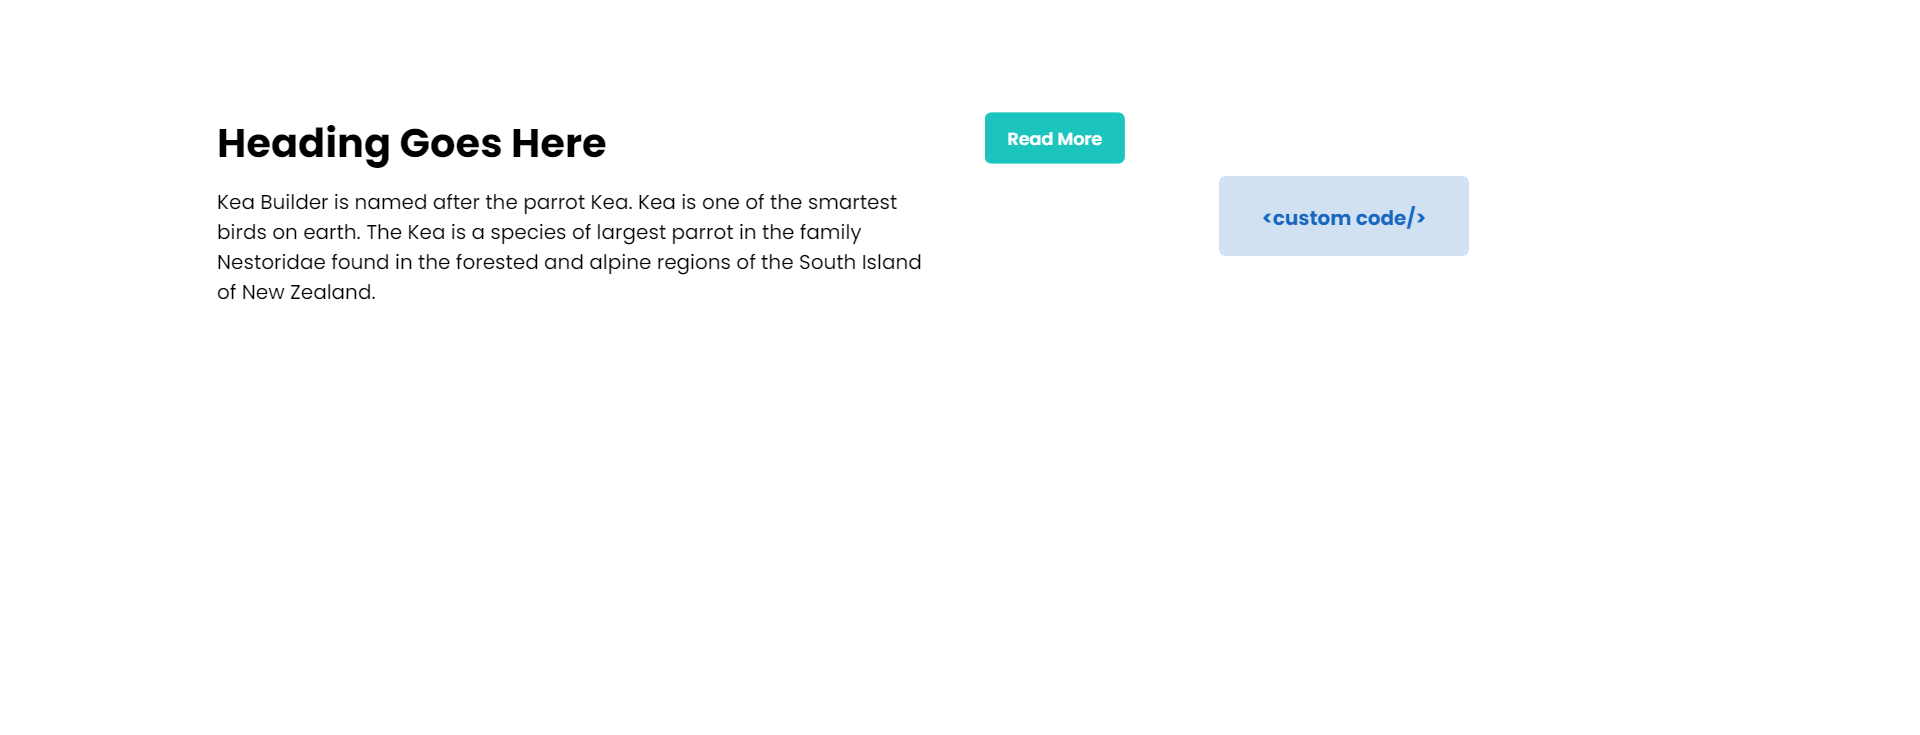 Heading Goes Here
Kea Builder is named after the parrot Kea. Kea is one of the smartest
birds on earth. The Kea is a species of largest parrot in the family
Nestoridae found in the forested and alpine regions of the South Island
of New Zealand.
Read More
<custom code/>